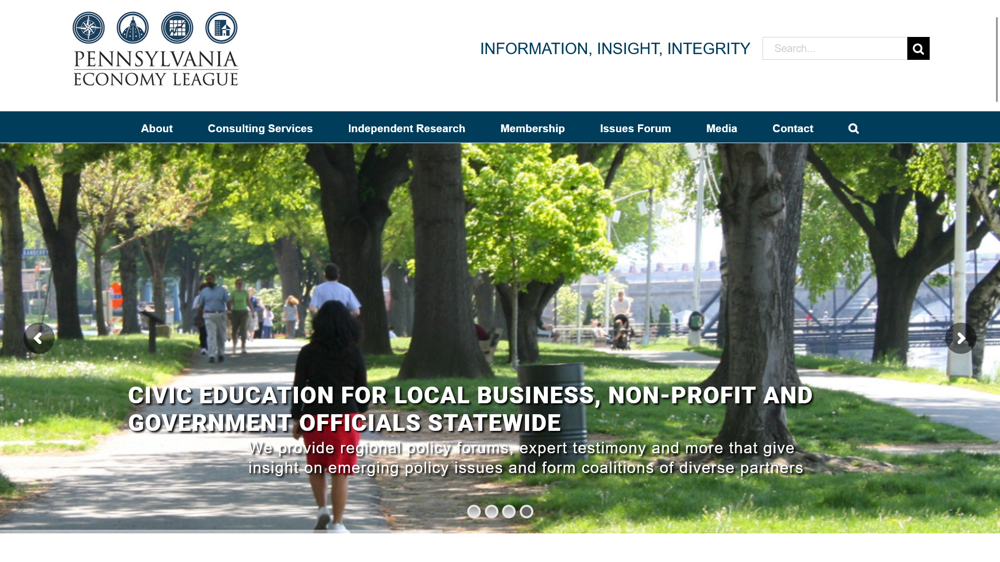 PENNSYLVANIA
ECONOMY LEAGUE
INFORMATION, INSIGHT, INTEGRITY
Search...
About
Consulting Services
Independent Research
Membership
Issues Forum
Media
Contact
CIVIC EDUCATION FOR LOCAL BUSINESS, NON-PROFIT AND
GOVERNMENT OFFICIALS STATEWIDE
We provide regional policy forums, expert testimony and more that give
insight on emerging policy issues and form coalitions of diverse partners